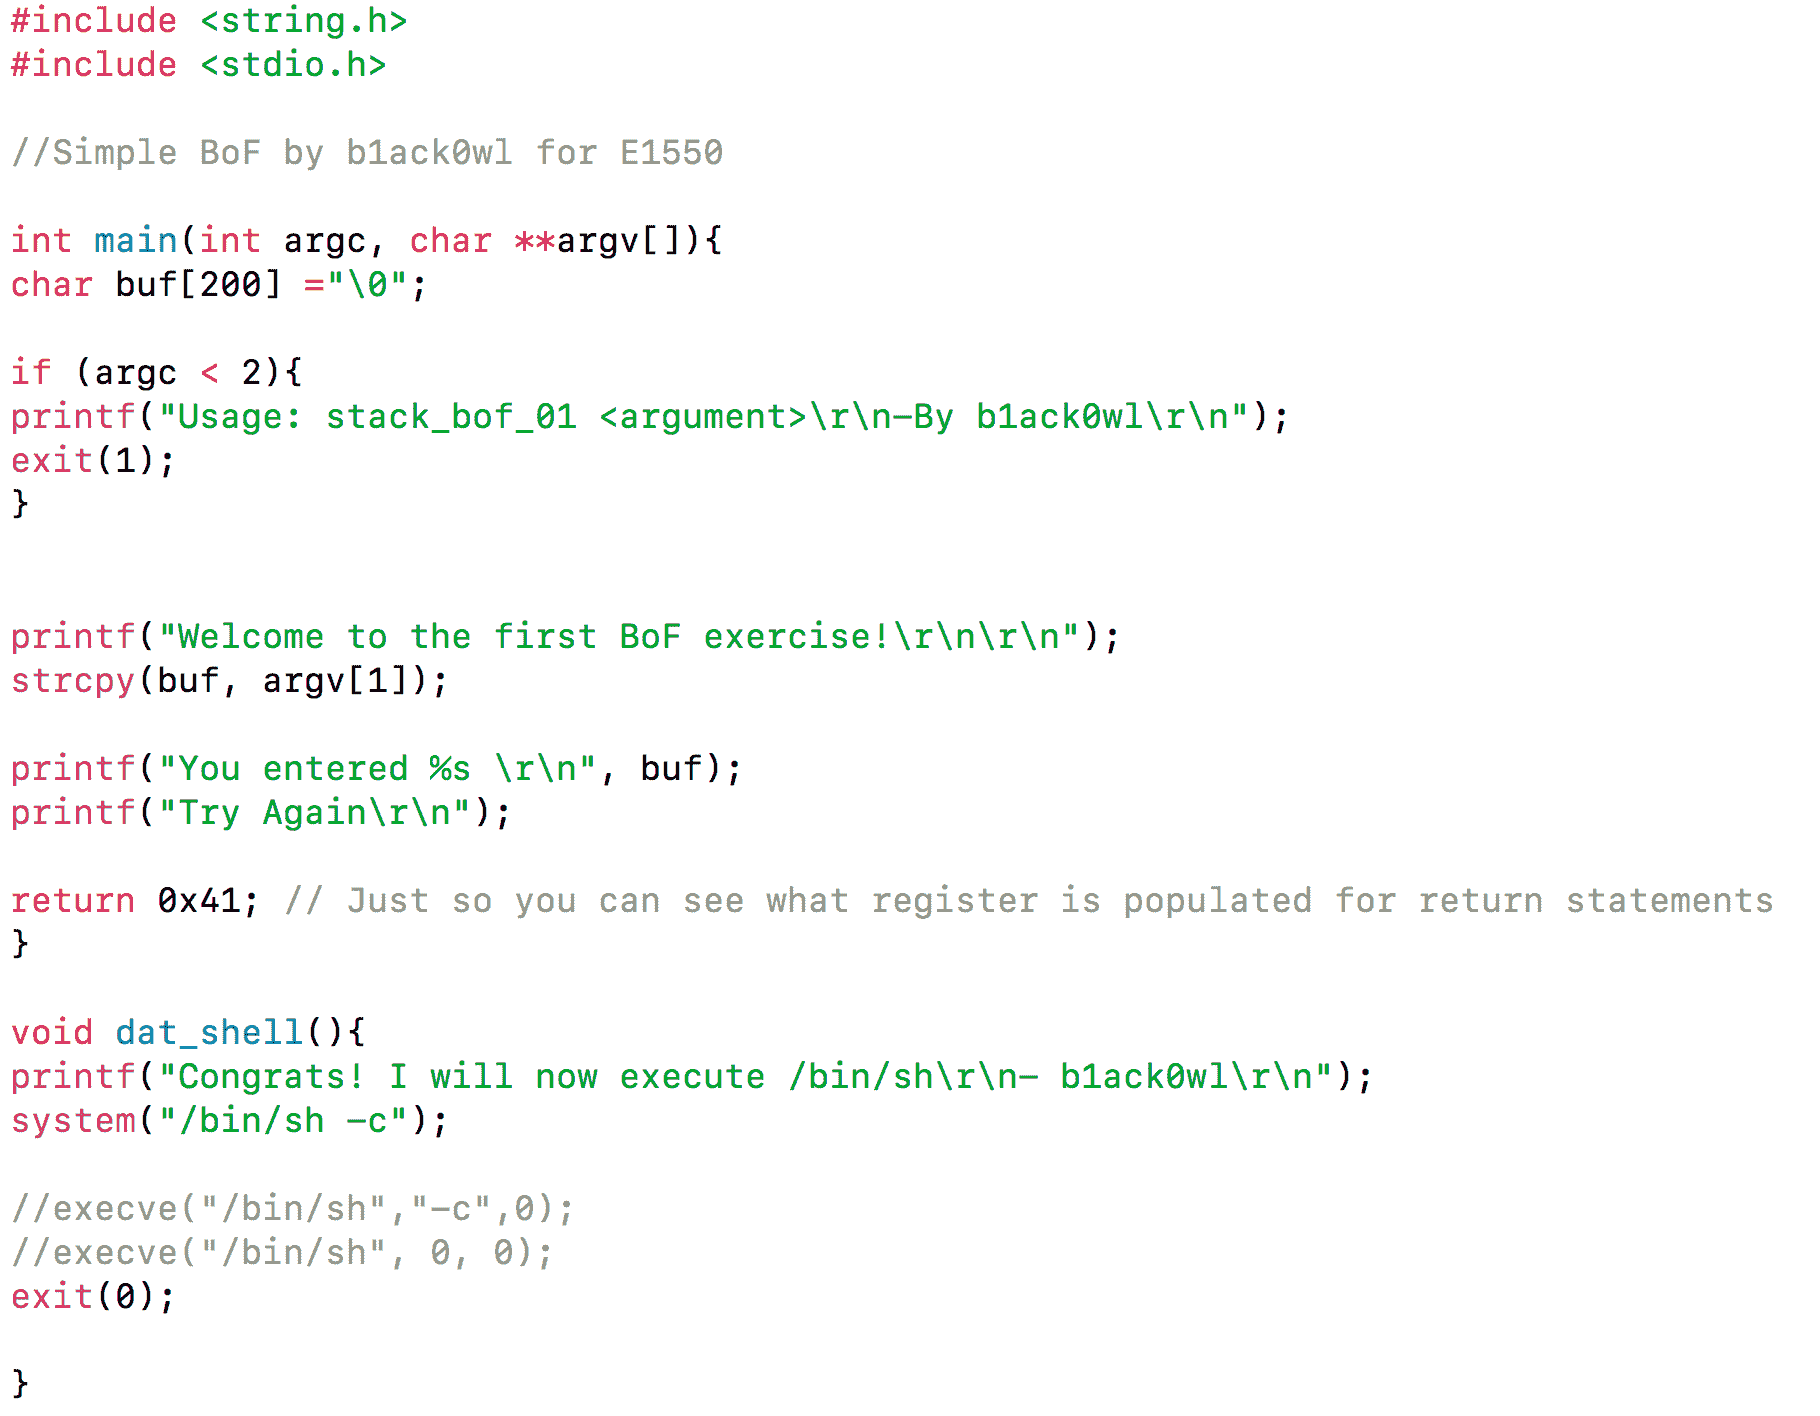 #include <string.h>
#include <stdio.h>
//Simple BoF by b1ack0wl for E1550
int main(int argc, char **argv[]){
char buf[200] ="\0";
if (argc < 2){
printf("Usage: stack_bof_01 <argument>\r\n-By b1ack0wl\r\n");
exit(1);
}
printf("Welcome to the first BoF exercise!\r\n\r\n");
strcpy(buf, argv[1]);
printf("You entered %s \r\n", buf);
printf("Try Again\r\n");
return 0x41; // Just so you can see what register is populated for return statements
}
void dat_shell(){
printf("Congrats! I will now execute /bin/sh\r\n- b1ack0wl\r\n");
system("/bin/sh -c");
//execve("/bin/sh","-c",0);
//execve("/bin/sh", 0, 0);
exit(0);
}